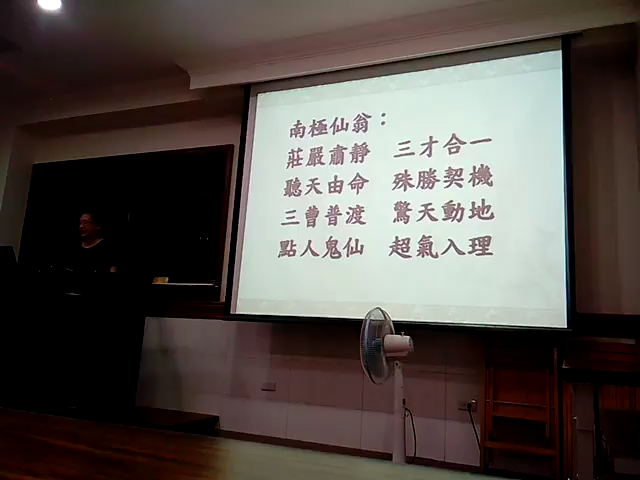 南極仙翁：
莊嚴肅靜　三才合一
聽天由命　殊勝契機
三曹普渡　驚天動地
點人鬼仙　超氣入理